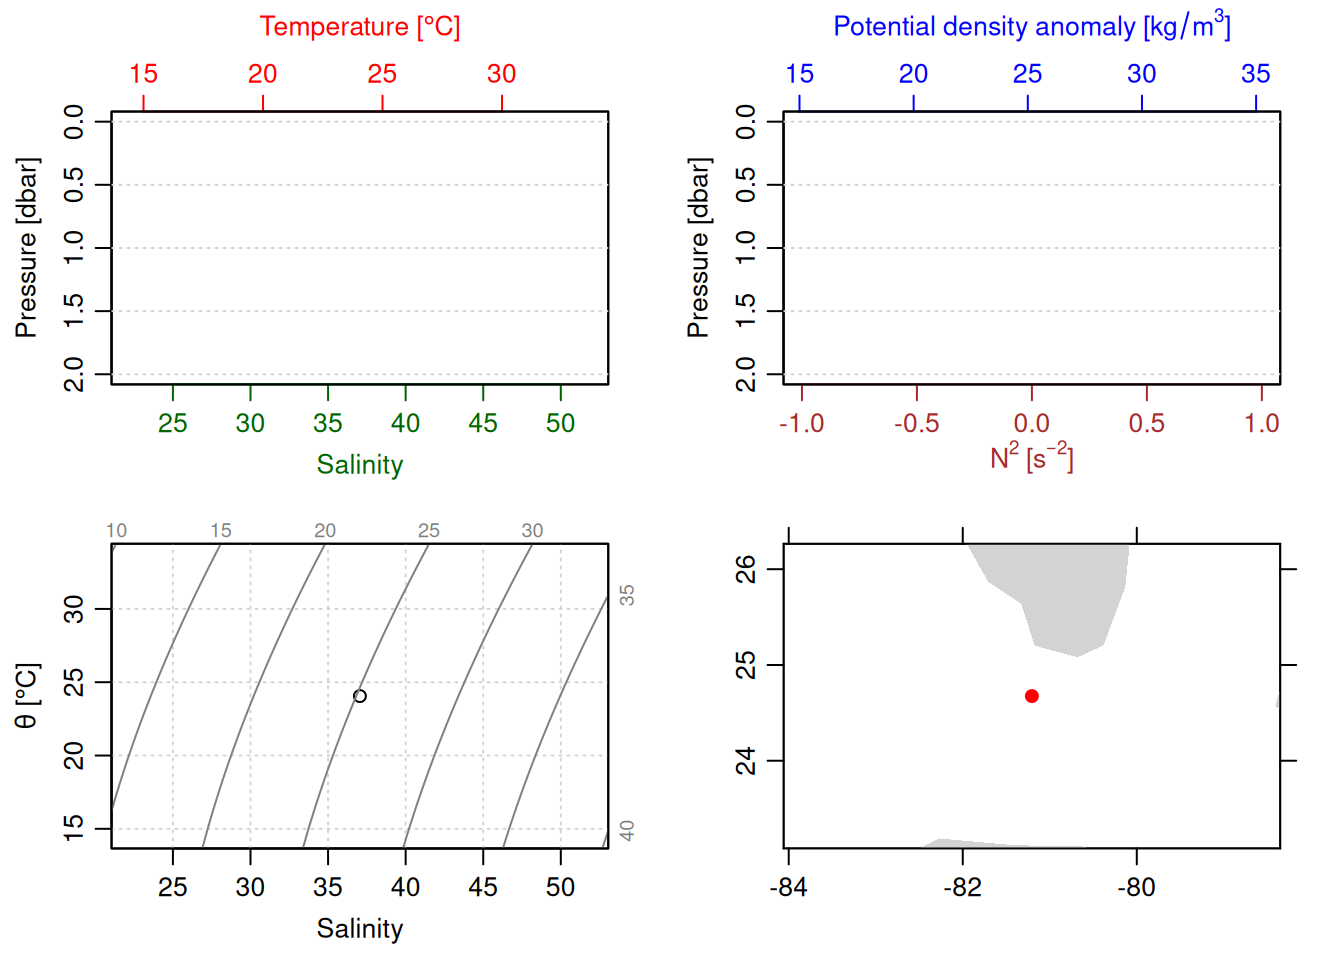 Temperature [°C]
15 20 25 30
Pressure [dbar]
0.0 0.5 1.0 1.5 2.0
25 30 35 40 45 50
Salinity
Potential density anomaly [kg/m³]
15 20 25 30 35
Pressure [dbar]
0.0 0.5 1.0 1.5 2.0
-1.0 -0.5 0.0 0.5 1.0
N² [s⁻²]
10 15 20 25 30
35
40
θ [°C]
15 20 25 30
25 30 35 40 45 50
Salinity
24 25 26
-84 -82 -80